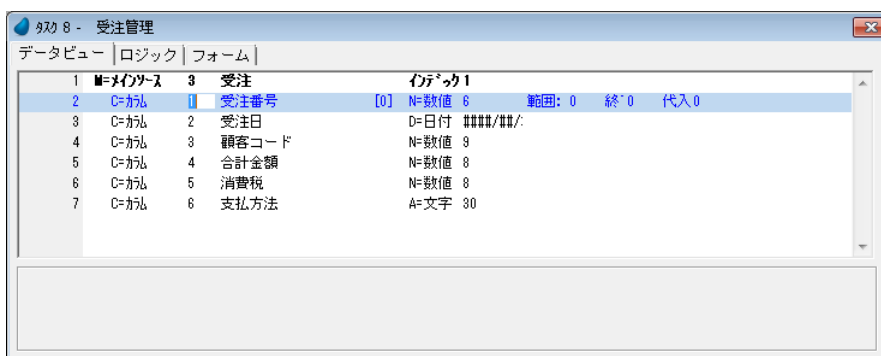 ﾀｽｸ 8 - 受注管理
データビュー ロジック フォーム
1 M=ﾒｲﾝｿｰｽ 3 受注 ｲﾝﾃﾞｯｸ 1
2 C=ｶﾗﾑ 1 受注番号 [0] N=数値 6 範囲: 0 終ﾞ 0 代入 0
3 C=ｶﾗﾑ 2 受注日 D=日付 ####/##/
4 C=ｶﾗﾑ 3 顧客コード N=数値 9
5 C=ｶﾗﾑ 4 合計金額 N=数値 8
6 C=ｶﾗﾑ 5 消費税 N=数値 8
7 C=ｶﾗﾑ 6 支払方法 A=文字 30